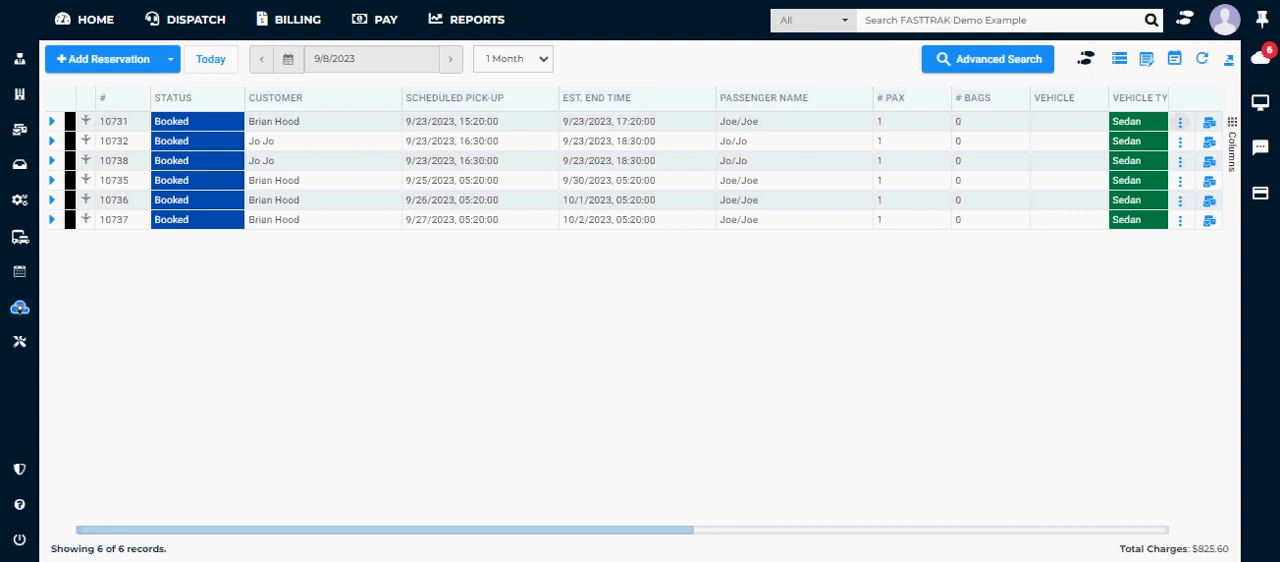 HOME DISPATCH BILLING PAY REPORTS All Search FASTTRAK Demo Example
+ Add Reservation Today 9/8/2023 1 Month Advanced Search 6
# STATUS CUSTOMER SCHEDULED PICK-UP EST. END TIME PASSENGER NAME # PAX # BAGS VEHICLE VEHICLE TY
10731 Booked Brian Hood 9/23/2023, 15:20:00 9/23/2023, 17:20:00 Joe/Joe 1 0 Sedan
10732 Booked Jo Jo 9/23/2023, 16:30:00 9/23/2023, 18:30:00 Jo/Jo 1 0 Sedan
10738 Booked Jo Jo 9/23/2023, 16:30:00 9/23/2023, 18:30:00 Jo/Jo 1 0 Sedan
10735 Booked Brian Hood 9/25/2023, 05:20:00 9/30/2023, 05:20:00 Joe/Joe 1 0 Sedan
10736 Booked Brian Hood 9/26/2023, 05:20:00 10/1/2023, 05:20:00 Joe/Joe 1 0 Sedan
10737 Booked Brian Hood 9/27/2023, 05:20:00 10/2/2023, 05:20:00 Joe/Joe 1 0 Sedan
Columns
Showing 6 of 6 records. Total Charges: $825.60